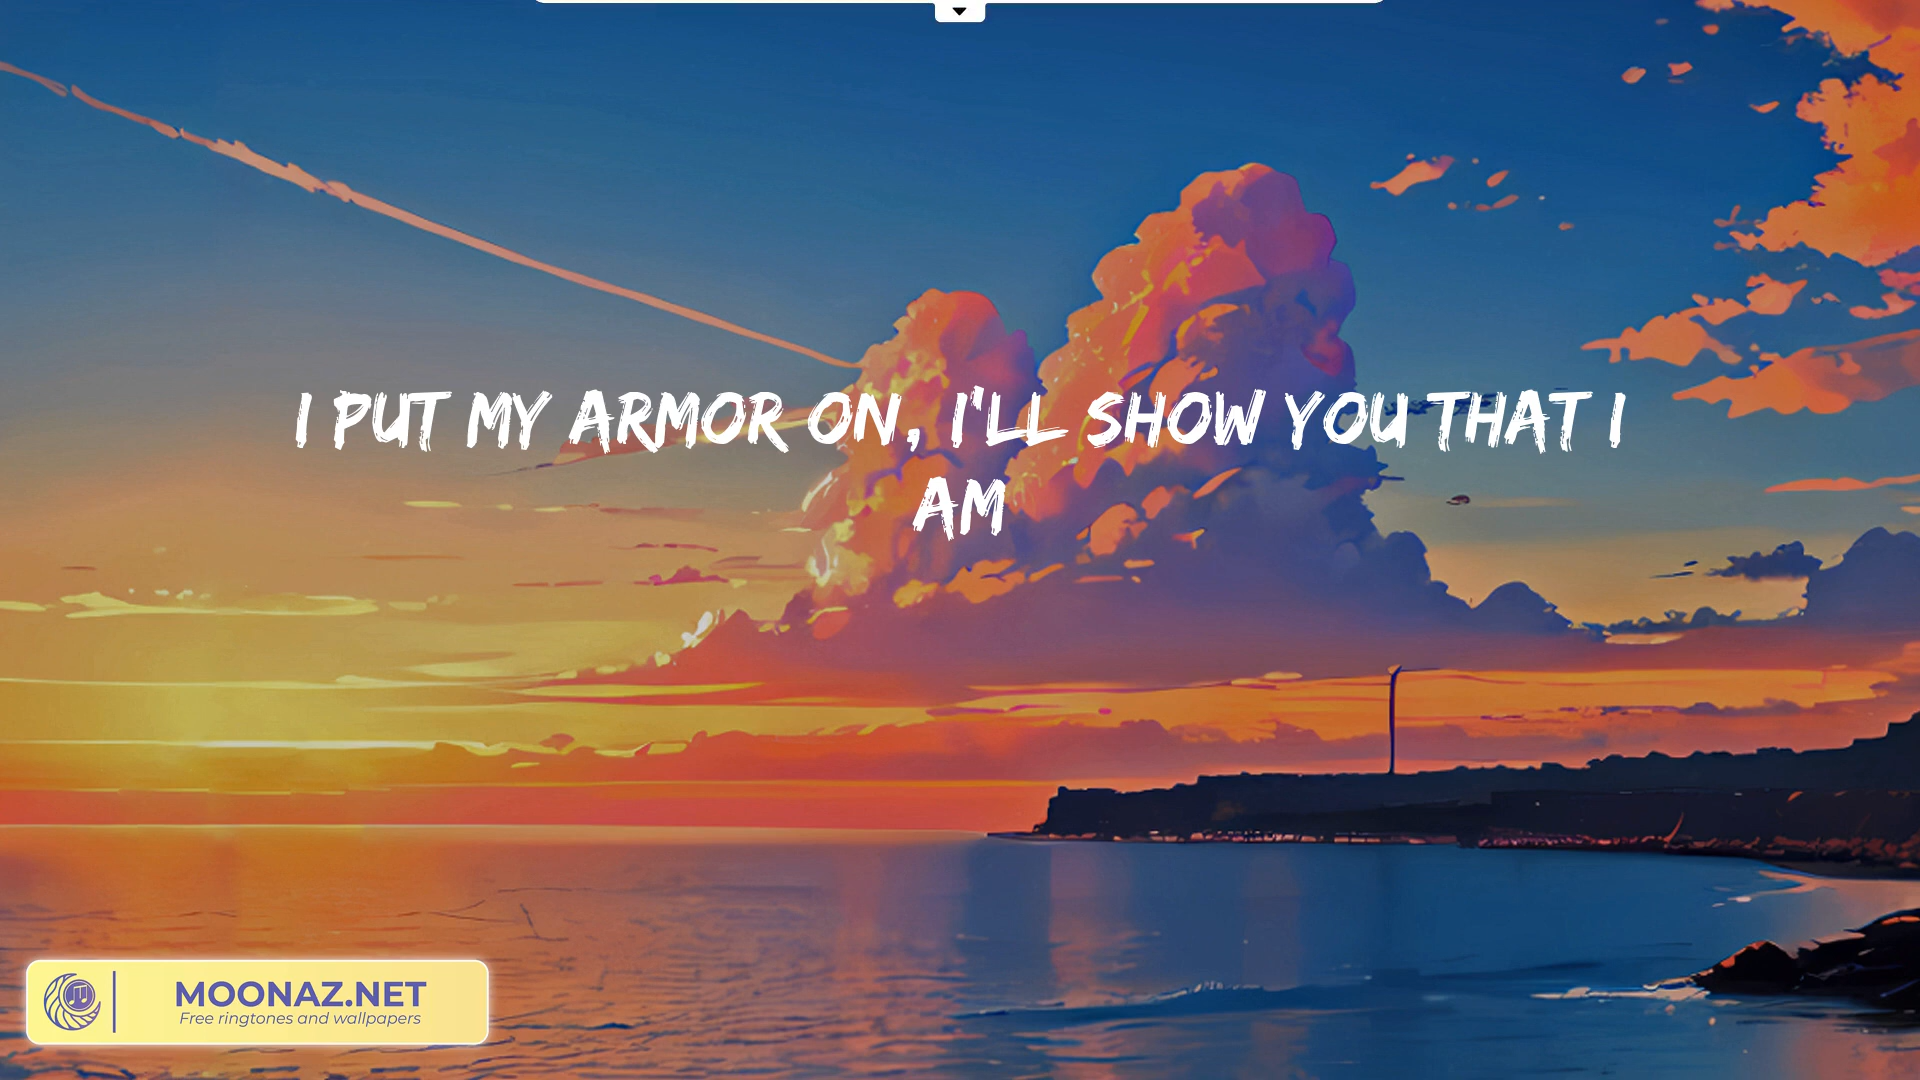 I PUT MY ARMOR ON, I'LL SHOW YOU THAT I
AM
MOONAZ.NET
Free ringtones and wallpapers